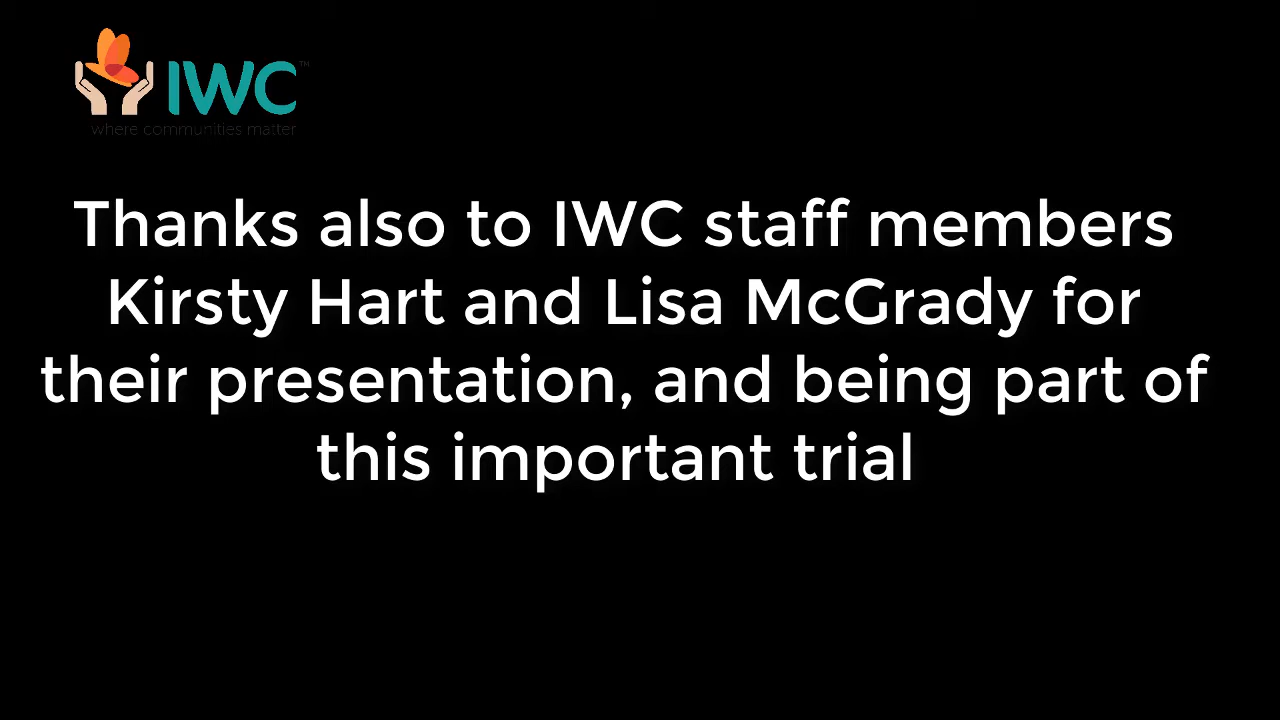 IWC™
where communities matter
Thanks also to IWC staff members
Kirsty Hart and Lisa McGrady for
their presentation, and being part of
this important trial